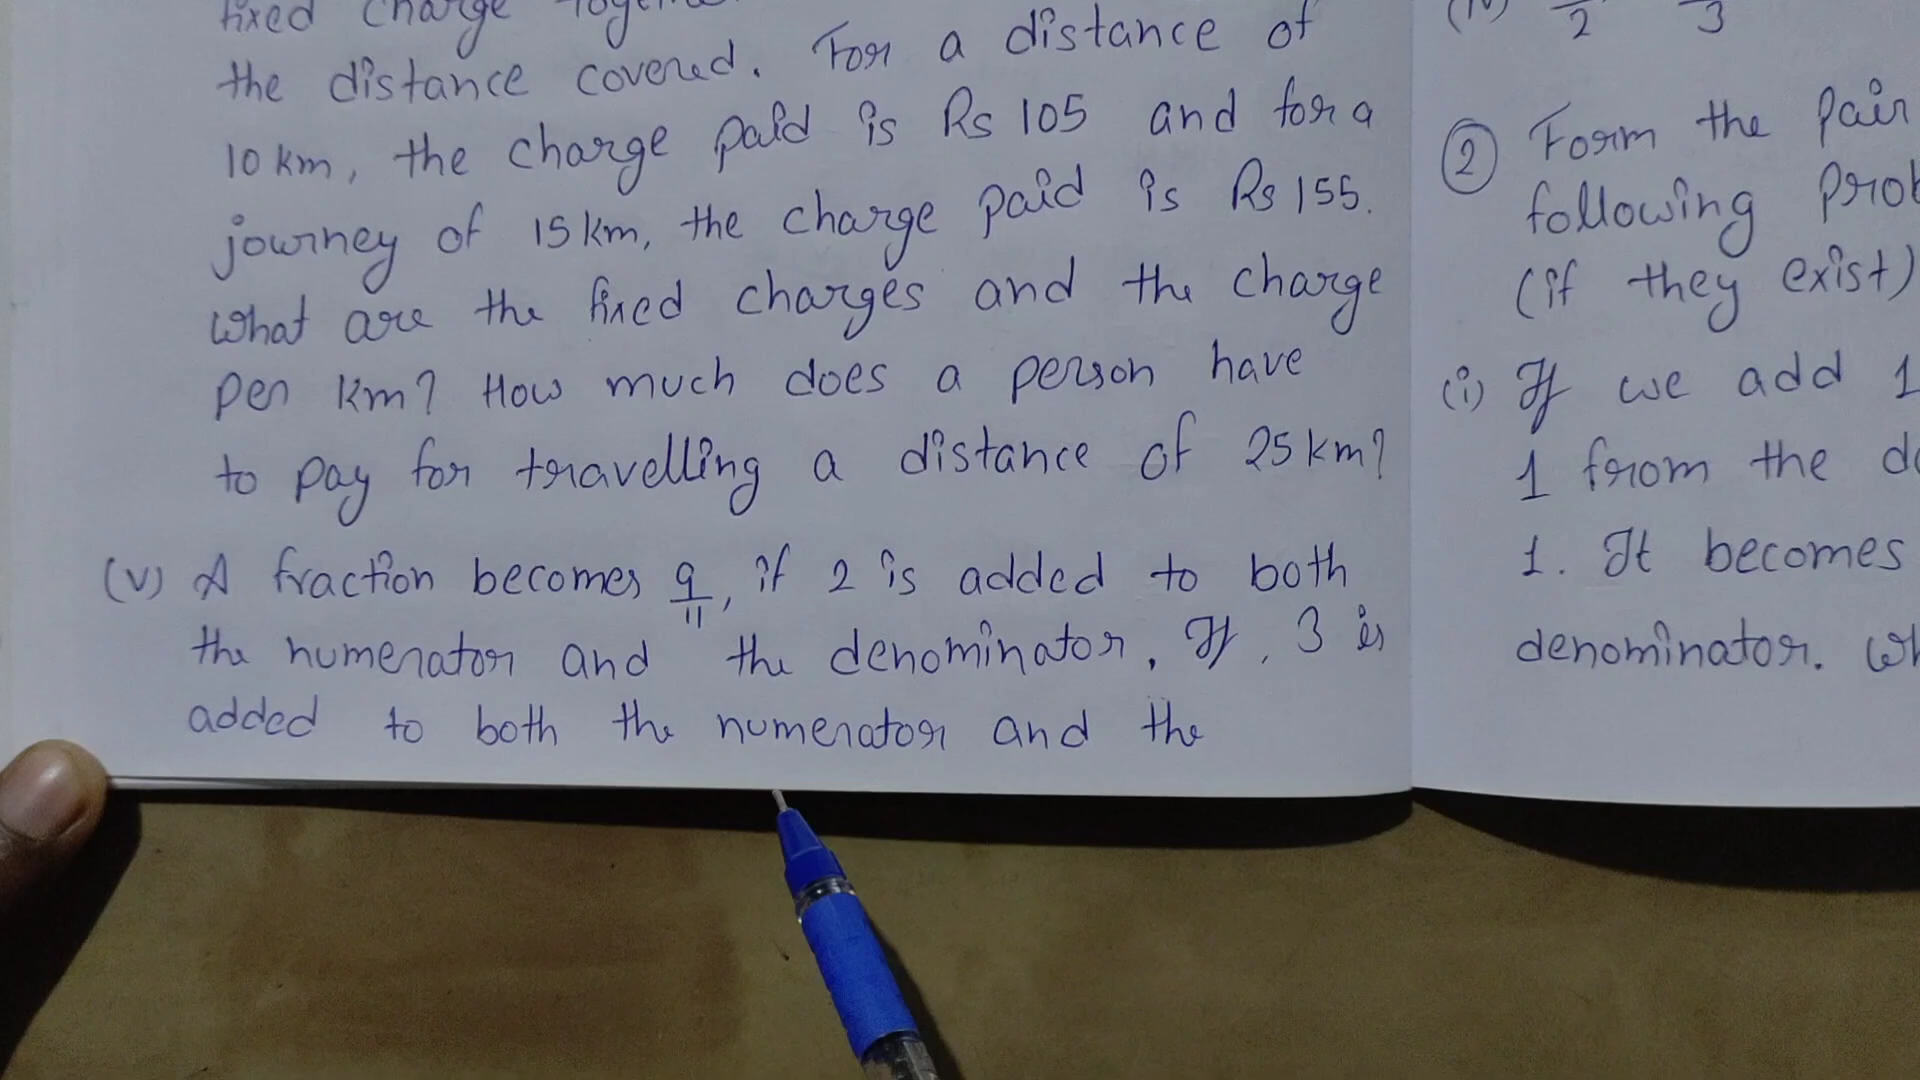 fixed charge
the distance covered. For a distance of
10 km, the charge paid is Rs 105 and for a
journey of 15 km, the charge paid is Rs 155.
What are the fixed charges and the charge
per km? How much does a person have
to pay for travelling a distance of 25 km?
(v) A fraction becomes 9/11, if 2 is added to both
the numerator and the denominator. If, 3 is
added to both the numerator and the
2 3
② Form the pair
following
(if they exist)
(i) If we add 1
1 from the
1. It becomes
denominator.